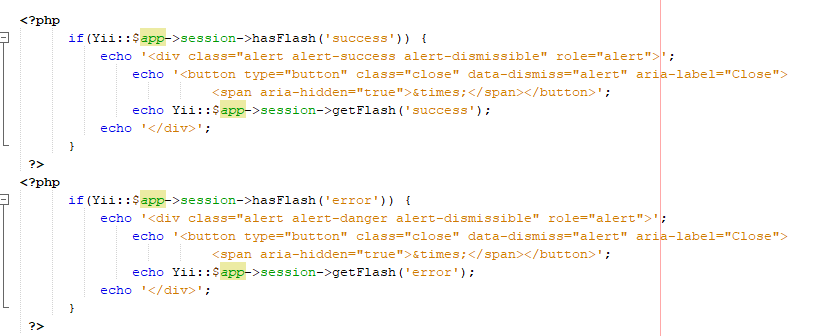 <?php
if(Yii::$app->session->hasFlash('success')) {
echo '<div class="alert alert-success alert-dismissible" role="alert">';
echo '<button type="button" class="close" data-dismiss="alert" aria-label="Close">
<span aria-hidden="true">&times;</span></button>';
echo Yii::$app->session->getFlash('success');
echo '</div>';
}
?>
<?php
if(Yii::$app->session->hasFlash('error')) {
echo '<div class="alert alert-danger alert-dismissible" role="alert">';
echo '<button type="button" class="close" data-dismiss="alert" aria-label="Close">
<span aria-hidden="true">&times;</span></button>';
echo Yii::$app->session->getFlash('error');
echo '</div>';
}
?>